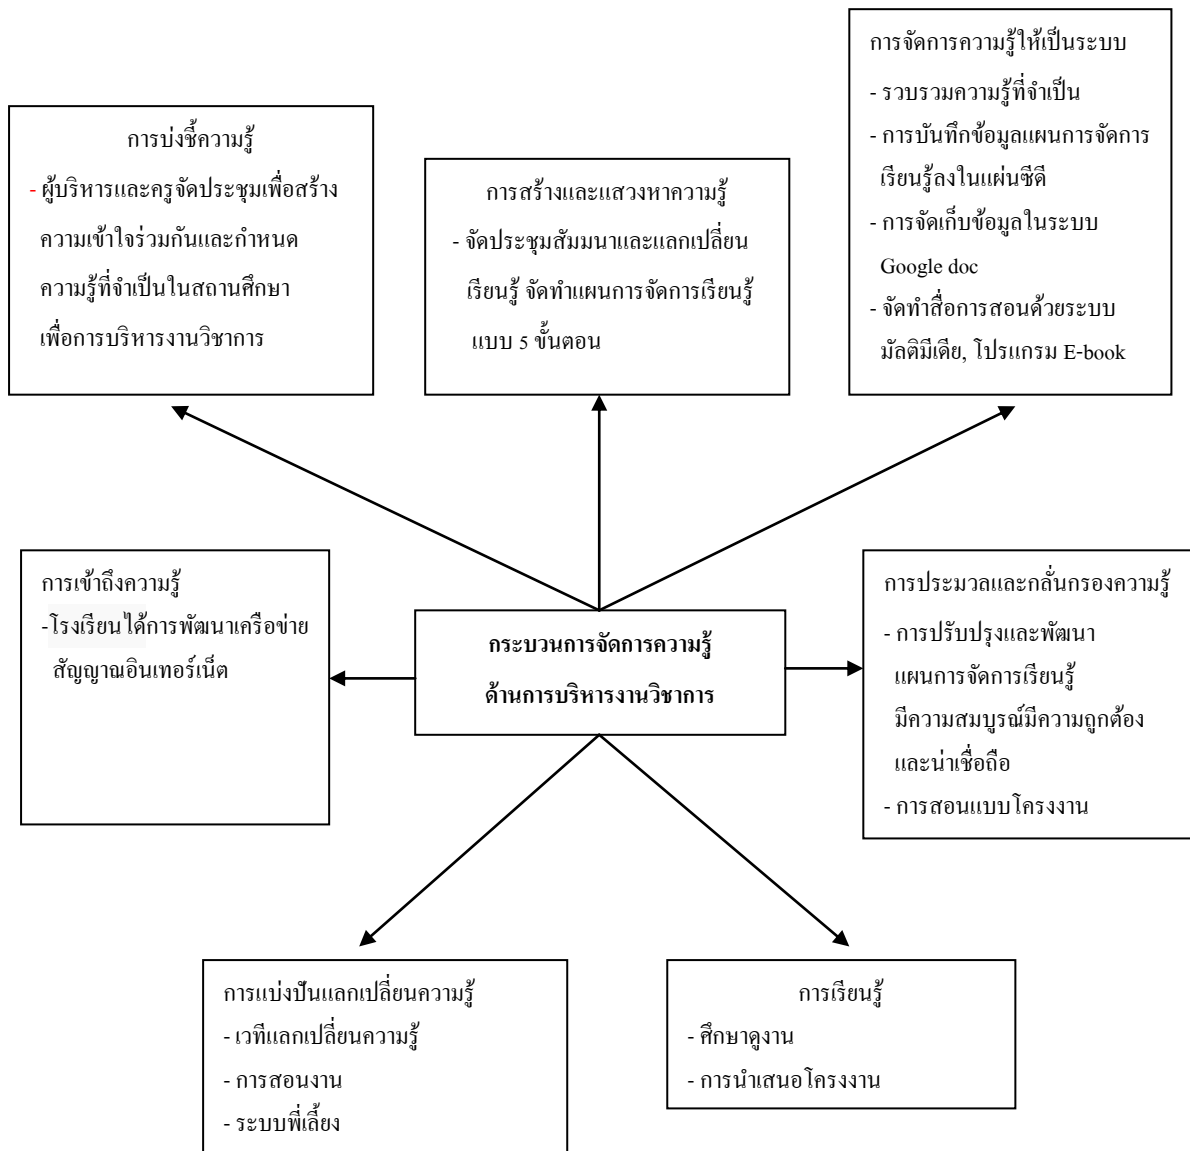 การบ่งชี้ความรู้
- ผู้บริหารและครูจัดประชุมเพื่อสร้าง
ความเข้าใจร่วมกันและกำหนด
ความรู้ที่จำเป็นในสถานศึกษา
เพื่อการบริหารงานวิชาการ
การสร้างและแสวงหาความรู้
- จัดประชุมสัมมนาและแลกเปลี่ยน
เรียนรู้ จัดทำแผนการจัดการเรียนรู้
แบบ 5 ขั้นตอน
การจัดการความรู้ให้เป็นระบบ
- รวบรวมความรู้ที่จำเป็น
- การบันทึกข้อมูลแผนการจัดการ
เรียนรู้ลงในแผ่นซีดี
- การจัดเก็บข้อมูลในระบบ
Google doc
- จัดทำสื่อการสอนด้วยระบบ
มัลติมีเดีย, โปรแกรม E-book
การเข้าถึงความรู้
-โรงเรียนได้การพัฒนาเครือข่าย
สัญญาณอินเทอร์เน็ต
กระบวนการจัดการความรู้
ด้านการบริหารงานวิชาการ
การประมวลและกลั่นกรองความรู้
- การปรับปรุงและพัฒนา
แผนการจัดการเรียนรู้
มีความสมบูรณ์มีความถูกต้อง
และน่าเชื่อถือ
- การสอนแบบโครงงาน
การแบ่งปันแลกเปลี่ยนความรู้
- เวทีแลกเปลี่ยนความรู้
- การสอนงาน
- ระบบพี่เลี้ยง
การเรียนรู้
- ศึกษาดูงาน
- การนำเสนอโครงงาน